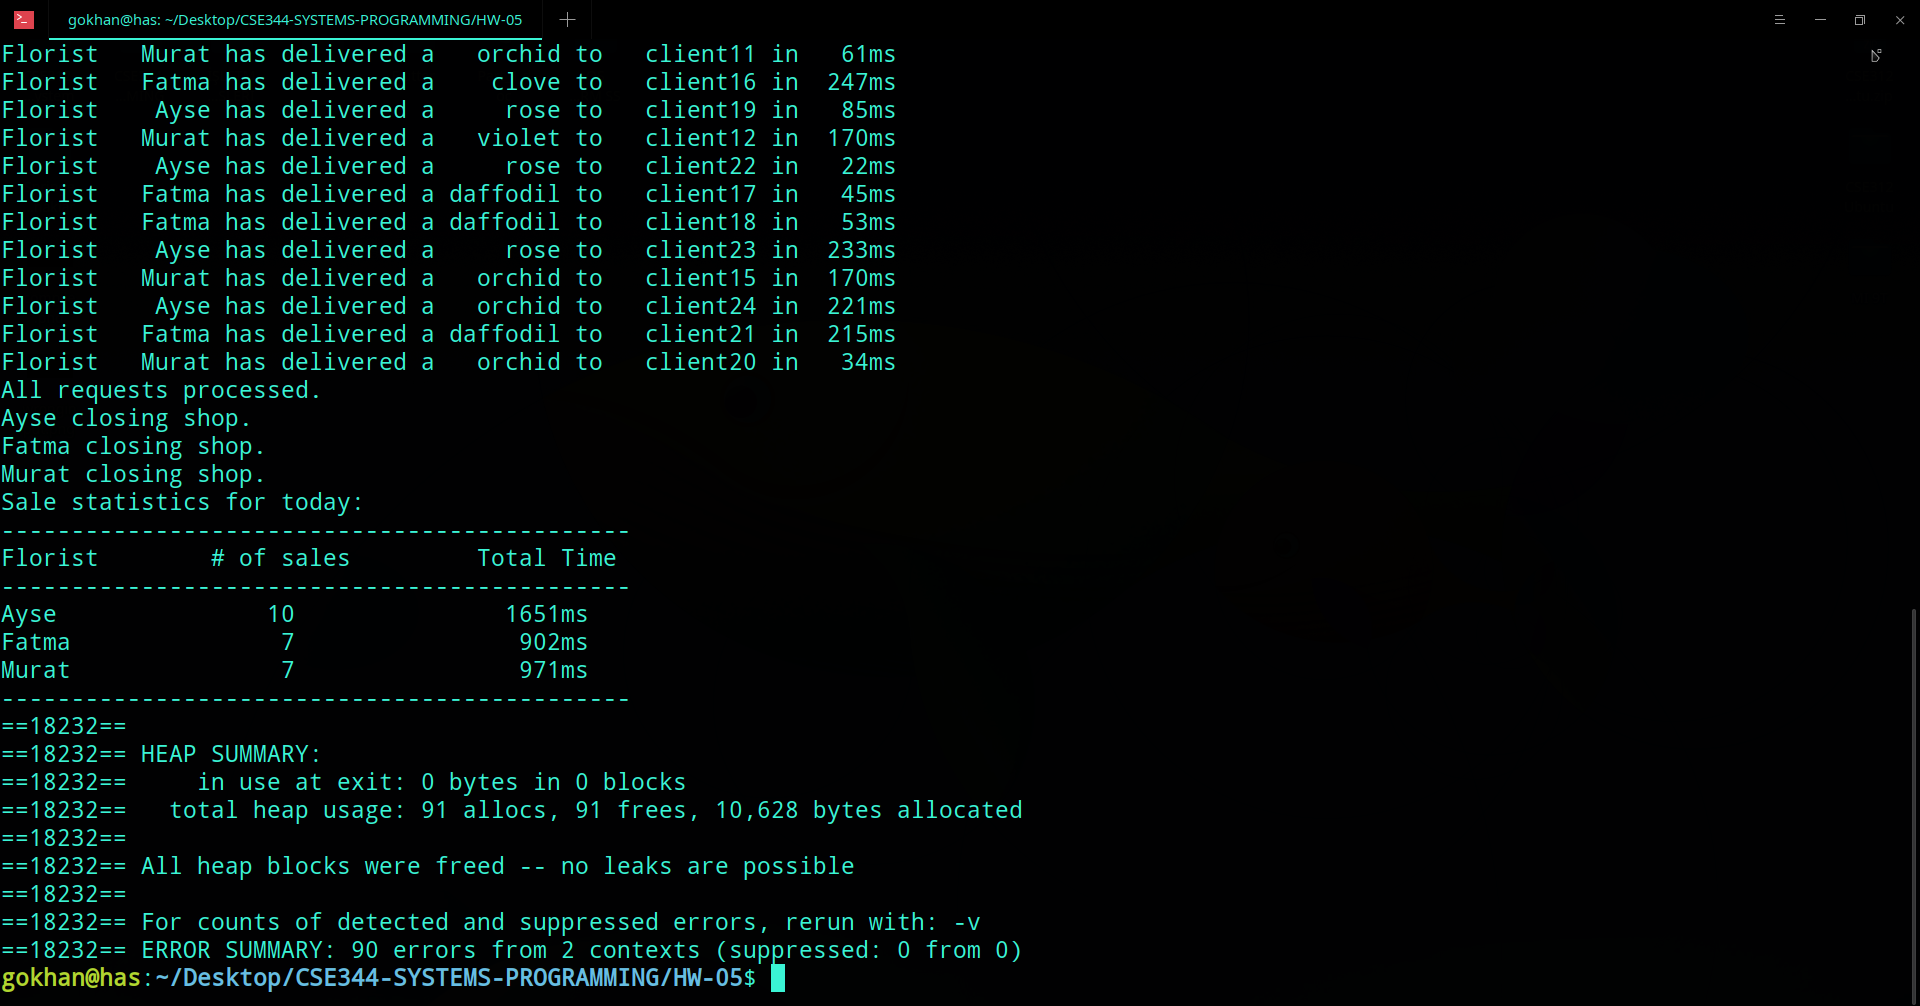 gokhan@has: ~/Desktop/CSE344-SYSTEMS-PROGRAMMING/HW-05
Florist   Murat has delivered a   orchid to   client11 in   61ms
Florist   Fatma has delivered a    clove to   client16 in  247ms
Florist    Ayse has delivered a     rose to   client19 in   85ms
Florist   Murat has delivered a   violet to   client12 in  170ms
Florist    Ayse has delivered a     rose to   client22 in   22ms
Florist   Fatma has delivered a daffodil to   client17 in   45ms
Florist   Fatma has delivered a daffodil to   client18 in   53ms
Florist    Ayse has delivered a     rose to   client23 in  233ms
Florist   Murat has delivered a   orchid to   client15 in  170ms
Florist    Ayse has delivered a   orchid to   client24 in  221ms
Florist   Fatma has delivered a daffodil to   client21 in  215ms
Florist   Murat has delivered a   orchid to   client20 in   34ms
All requests processed.
Ayse closing shop.
Fatma closing shop.
Murat closing shop.
Sale statistics for today:
---------------------------------------------
Florist        # of sales         Total Time
---------------------------------------------
Ayse               10               1651ms
Fatma               7                902ms
Murat               7                971ms
---------------------------------------------
==18232==
==18232== HEAP SUMMARY:
==18232==     in use at exit: 0 bytes in 0 blocks
==18232==   total heap usage: 91 allocs, 91 frees, 10,628 bytes allocated
==18232==
==18232== All heap blocks were freed -- no leaks are possible
==18232==
==18232== For counts of detected and suppressed errors, rerun with: -v
==18232== ERROR SUMMARY: 90 errors from 2 contexts (suppressed: 0 from 0)
gokhan@has:~/Desktop/CSE344-SYSTEMS-PROGRAMMING/HW-05$